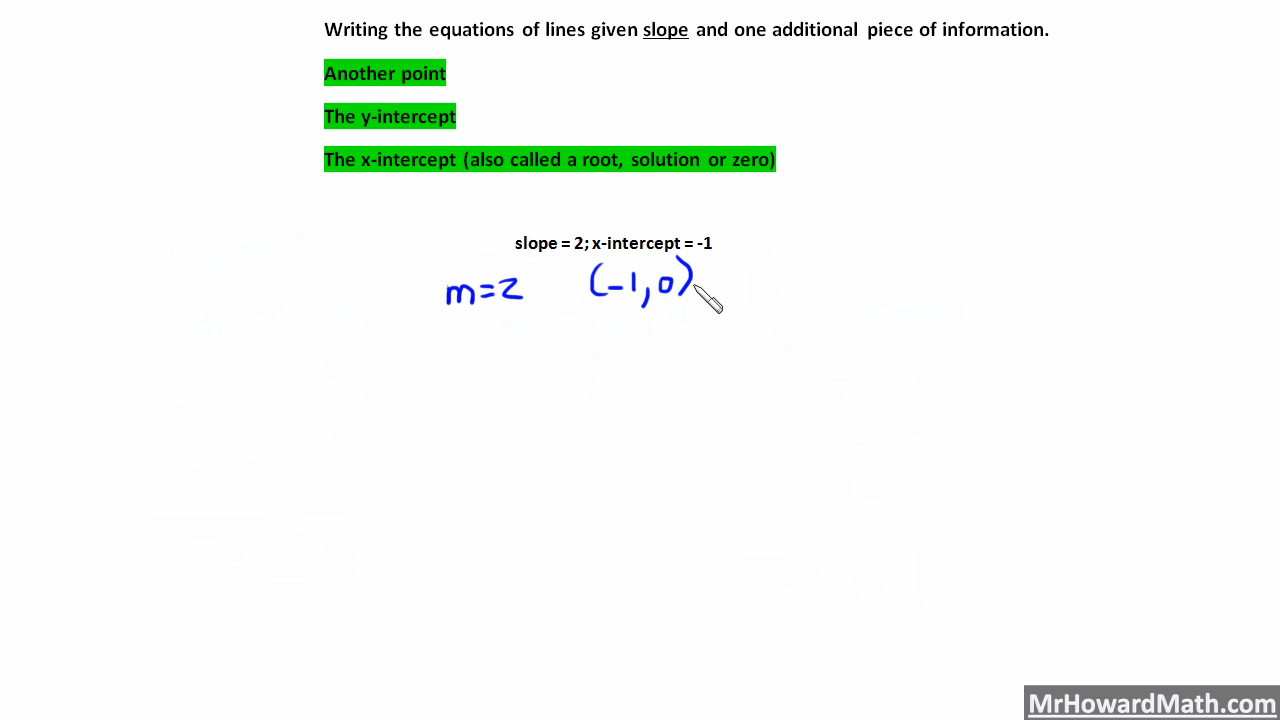 Writing the equations of lines given slope and one additional piece of information.
Another point
The y-intercept
The x-intercept (also called a root, solution or zero)
slope = 2; x-intercept = -1
m=2 (-1,0)
MrHowardMath.com